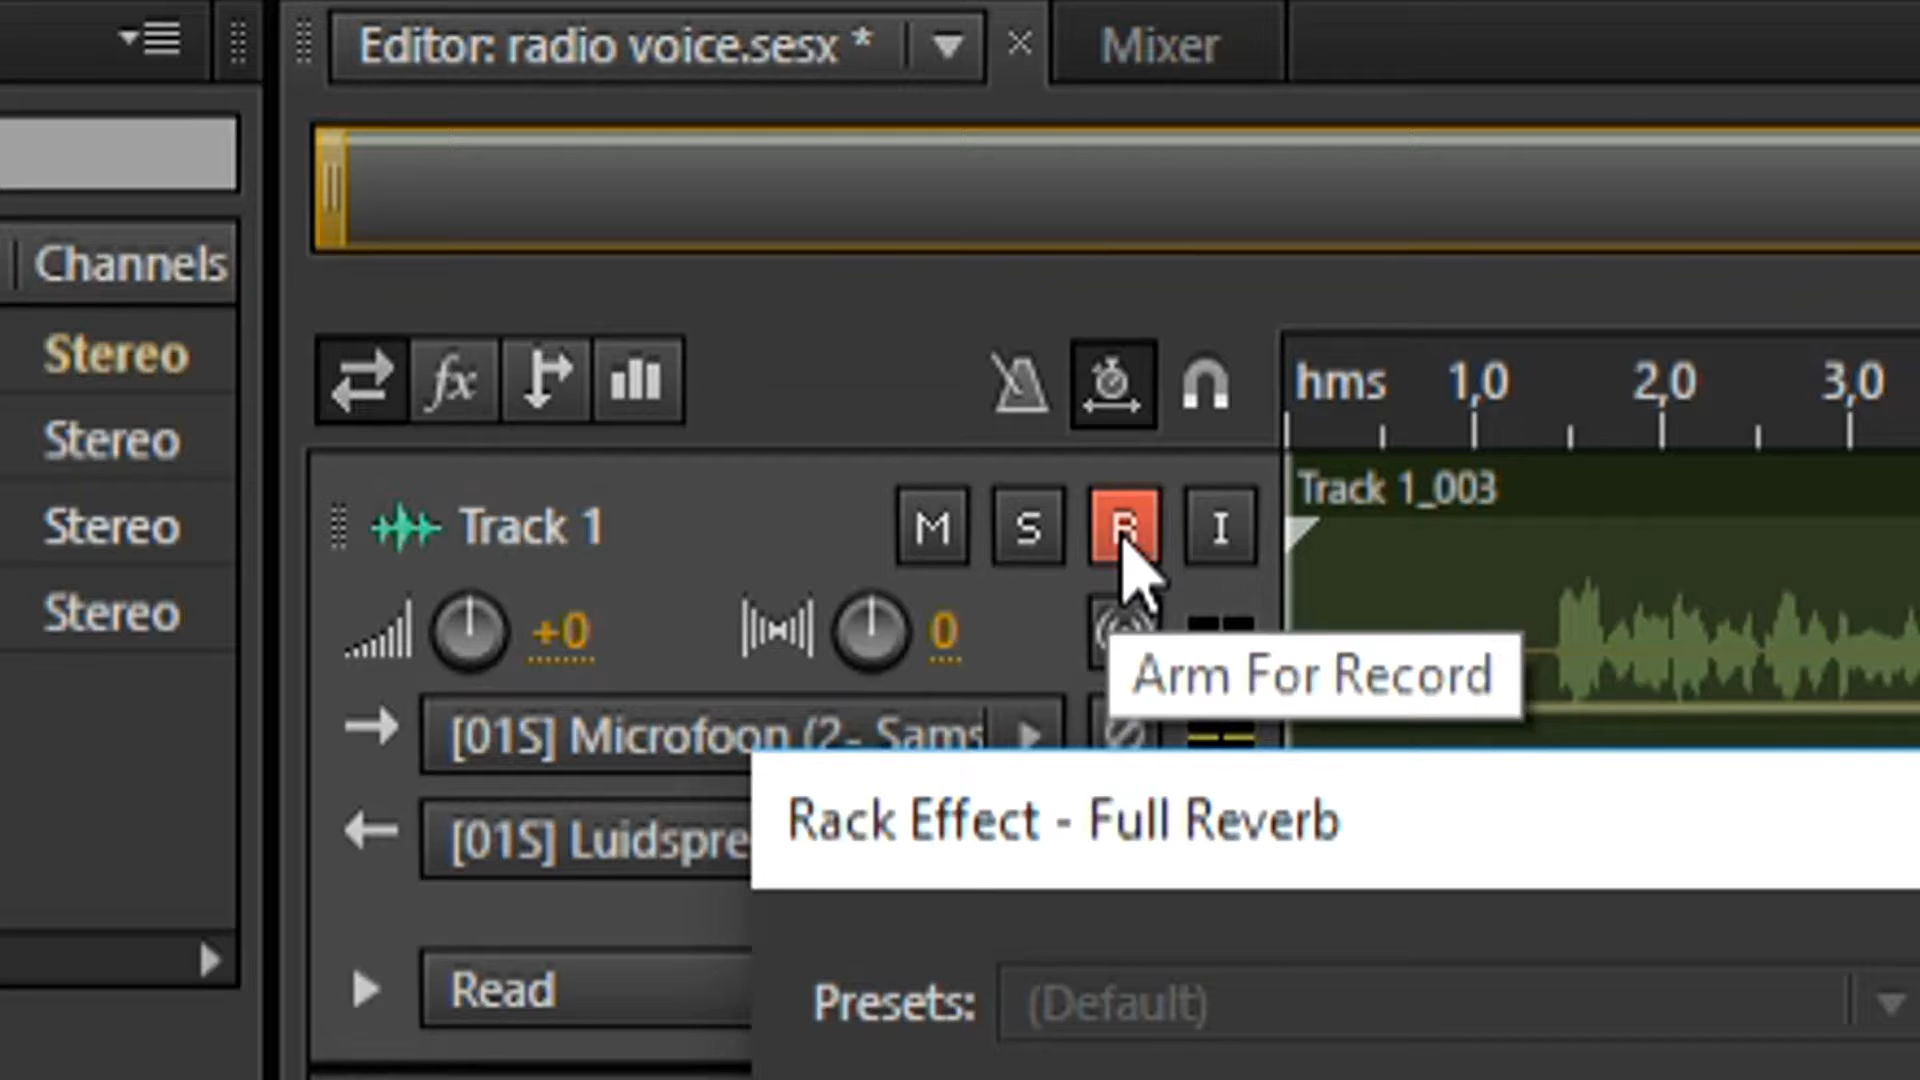 Editor: radio voice.sesx *
Mixer
Channels
Stereo
Stereo
Stereo
Stereo
fx
hms 1,0 2,0 3,0
Track 1
M S R I
Track 1_003
+0
0
Arm For Record
[01S] Microfoon (2- Sams
[01S] Luidspre
Rack Effect - Full Reverb
Read
Presets:
(Default)